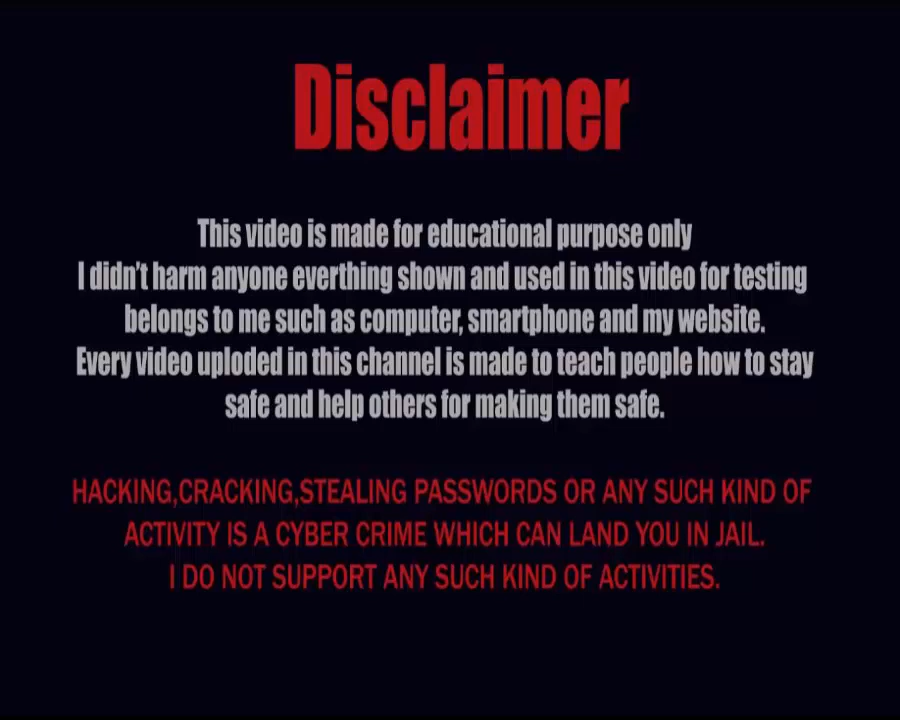 Disclaimer
This video is made for educational purpose only
I didn't harm anyone everthing shown and used in this video for testing
belongs to me such as computer, smartphone and my website.
Every video uploded in this channel is made to teach people how to stay
safe and help others for making them safe.
HACKING,CRACKING,STEALING PASSWORDS OR ANY SUCH KIND OF
ACTIVITY IS A CYBER CRIME WHICH CAN LAND YOU IN JAIL.
I DO NOT SUPPORT ANY SUCH KIND OF ACTIVITIES.